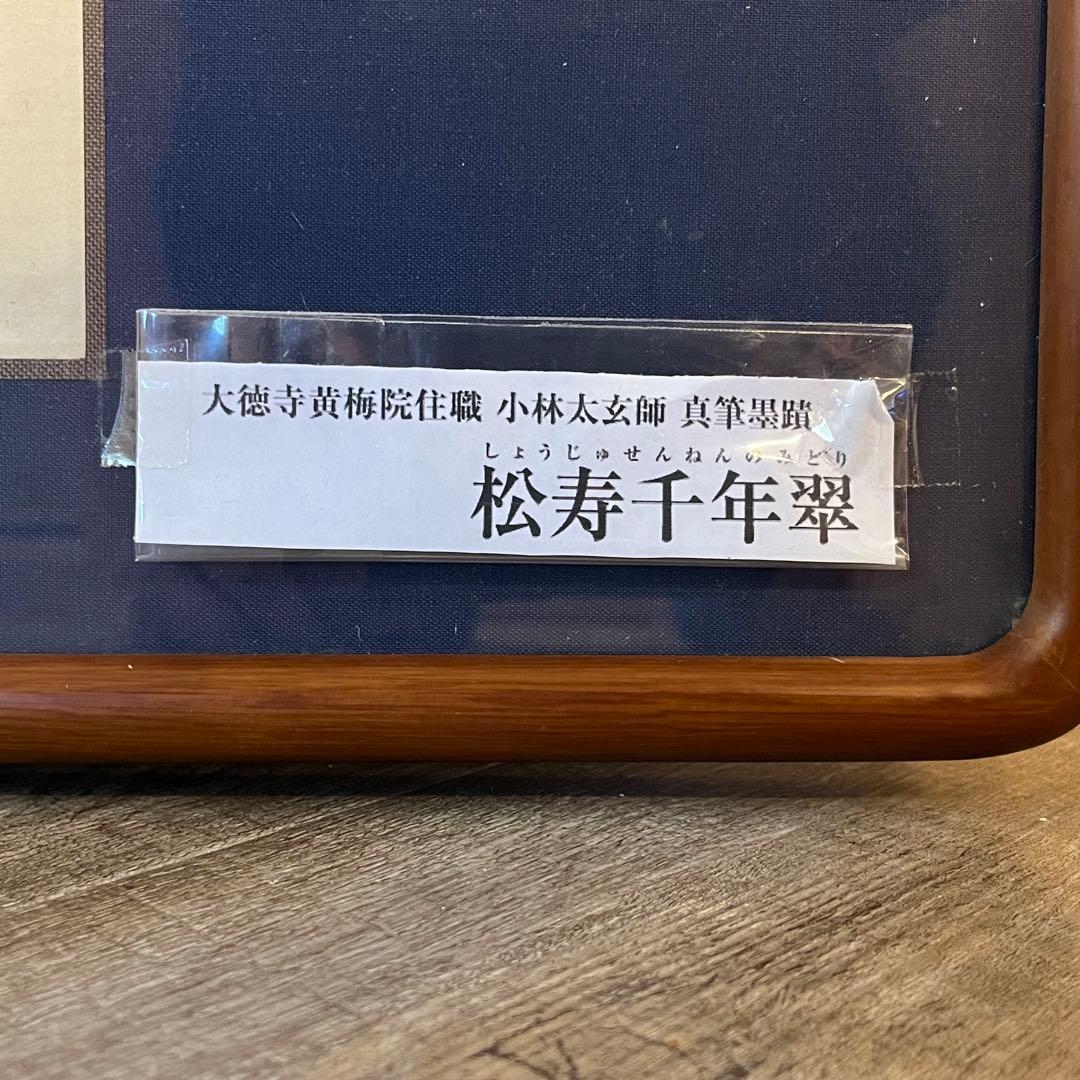 大徳寺黄梅院住職 小林太玄師 真筆墨蹟
しょうじゅせんねんのみどり
松寿千年翠